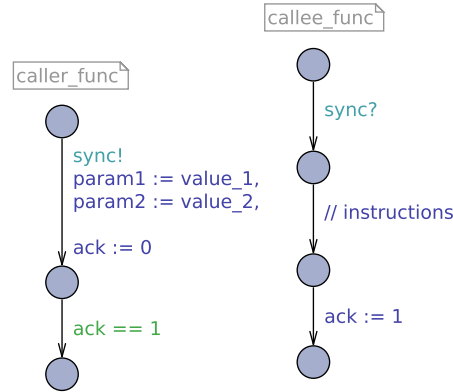 caller_func
sync!
param1 := value_1,
param2 := value_2,
ack := 0
ack == 1
callee_func
sync?
// instructions
ack := 1